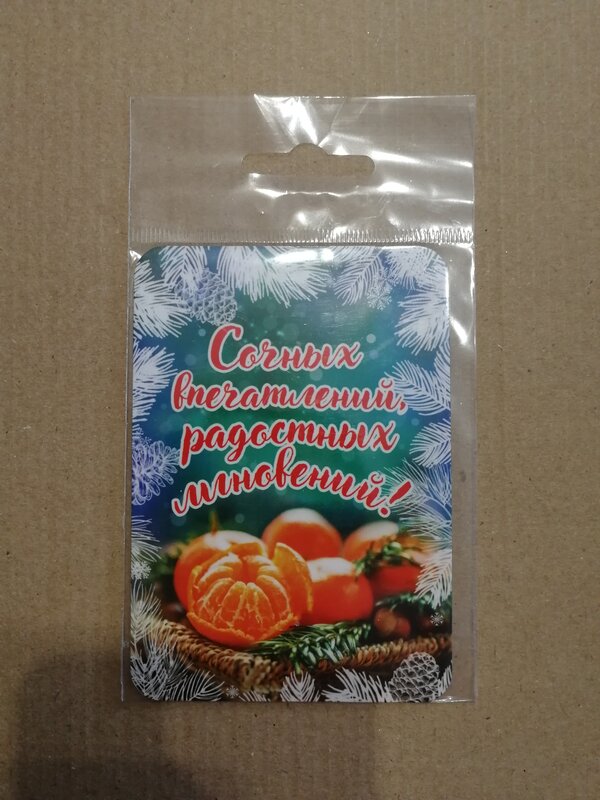 Сочных
впечатлений,
радостных
мгновений!